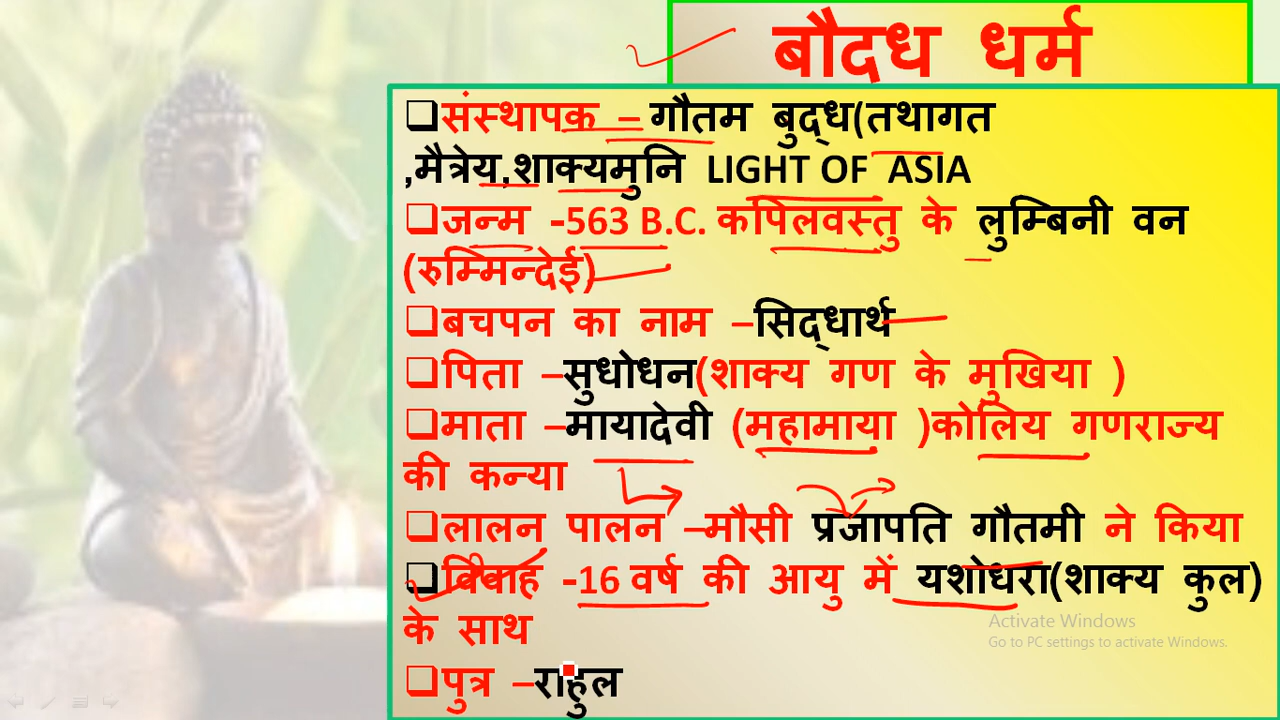 बौदध धर्म
❑संस्थापक – गौतम बुद्ध(तथागत
,मैत्रेय,शाक्यमुनि LIGHT OF ASIA
❑जन्म -563 B.C. कपिलवस्तु के लुम्बिनी वन
(रुम्मिन्देई)
❑बचपन का नाम –सिद्धार्थ
❑पिता –सुधोधन(शाक्य गण के मुखिया )
❑माता –मायादेवी (महामाया )कोलिय गणराज्य
की कन्या
❑लालन पालन –मौसी प्रजापति गौतमी ने किया
❑विवाह -16 वर्ष की आयु में यशोधरा(शाक्य कुल)
के साथ
❑पुत्र –राहुल
Activate Windows
Go to PC settings to activate Windows.